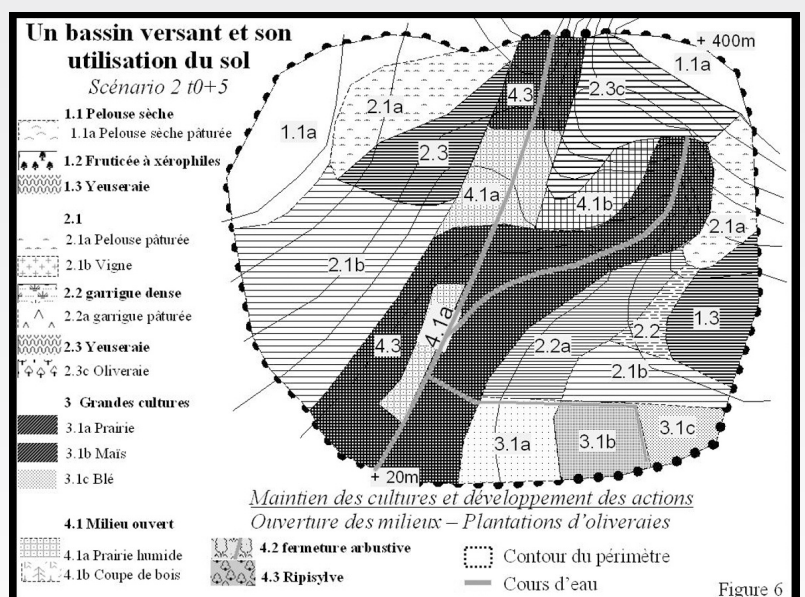 Un bassin versant et son
utilisation du sol
Scénario 2 t0+5
1.1 Pelouse sèche
1.1a Pelouse sèche pâturée
1.2 Fruticée à xérophiles
1.3 Yeuseraie
2.1
2.1a Pelouse pâturée
2.1b Vigne
2.2 garrigue dense
2.2a garrigue pâturée
2.3 Yeuseraie
2.3c Oliveraie
3 Grandes cultures
3.1a Prairie
3.1b Maïs
3.1c Blé
4.1 Milieu ouvert
4.1a Prairie humide
4.1b Coupe de bois
4.2 fermeture arbustive
4.3 Ripisylve
Contour du périmètre
Cours d'eau
+ 400m
1.1a
4.3
2.3c
2.1a
1.1a
2.3
4.1a
4.1b
2.1a
2.1b
4.1a
4.3
2.2
1.3
2.2a
2.1b
3.1a
3.1b
3.1c
+ 20m
Maintien des cultures et développement des actions
Ouverture des milieux – Plantations d'oliveraies
Figure 6